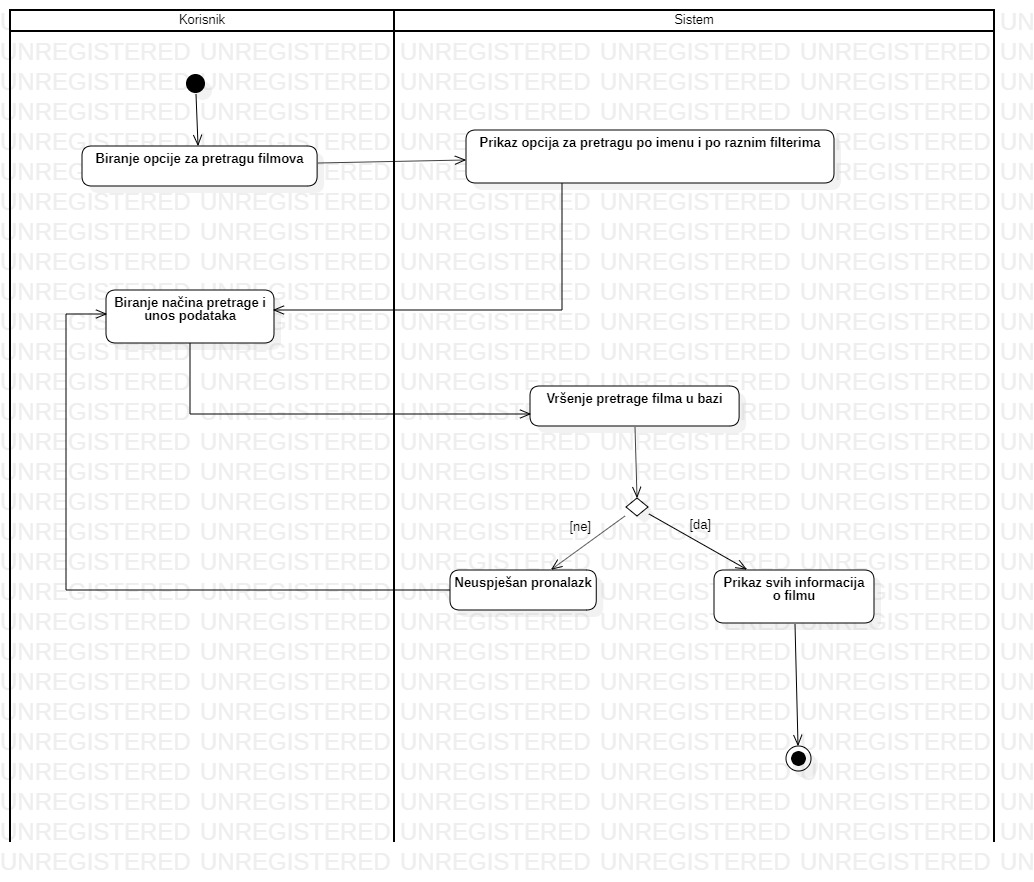 Korisnik
Sistem
Biranje opcije za pretragu filmova
Prikaz opcija za pretragu po imenu i po raznim filterima
Biranje načina pretrage i
unos podataka
Vršenje pretrage filma u bazi
[ne]
[da]
Neuspješan pronalazk
Prikaz svih informacija
o filmu
UNREGISTERED